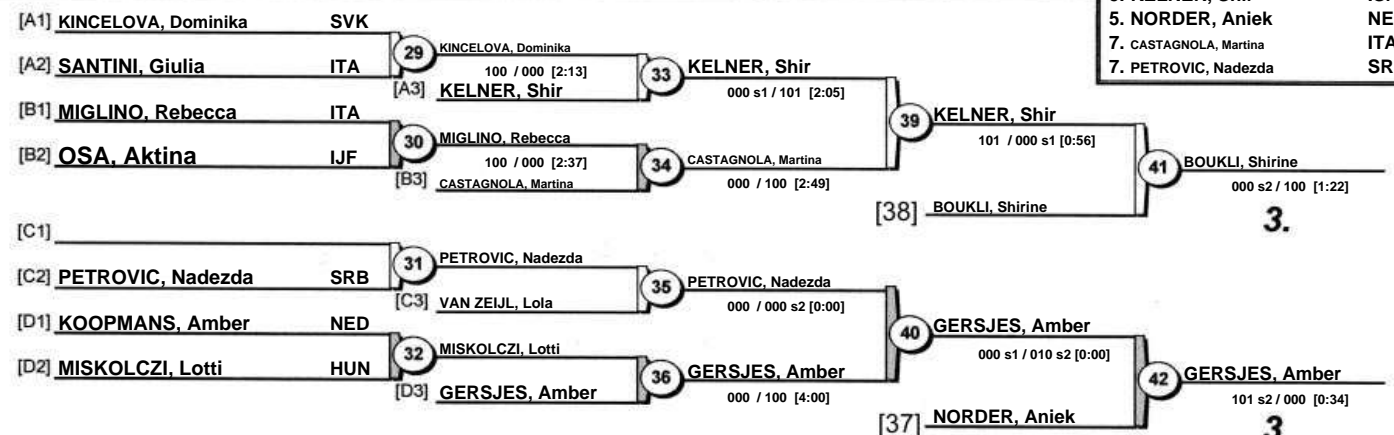 [A1] KINCELOVA, Dominika SVK
[A2] SANTINI, Giulia ITA
29
KINCELOVA, Dominika
100 / 000 [2:13]
[A3] KELNER, Shir
[B1] MIGLINO, Rebecca ITA
[B2] OSA, Aktina IJF
30
MIGLINO, Rebecca
100 / 000 [2:37]
[B3] CASTAGNOLA, Martina
33
KELNER, Shir
000 s1 / 101 [2:05]
34
CASTAGNOLA, Martina
000 / 100 [2:49]
39
KELNER, Shir
101 / 000 s1 [0:56]
[38] BOUKLI, Shirine
41
BOUKLI, Shirine
000 s2 / 100 [1:22]
3.
[C1]
[C2] PETROVIC, Nadezda SRB
31
PETROVIC, Nadezda
[C3] VAN ZEIJL, Lola
[D1] KOOPMANS, Amber NED
[D2] MISKOLCZI, Lotti HUN
32
MISKOLCZI, Lotti
[D3] GERSJES, Amber
35
PETROVIC, Nadezda
000 / 000 s2 [0:00]
36
GERSJES, Amber
000 / 100 [4:00]
40
GERSJES, Amber
000 s1 / 010 s2 [0:00]
[37] NORDER, Aniek
42
GERSJES, Amber
101 s2 / 000 [0:34]
3
5. NORDER, Aniek NE
7. CASTAGNOLA, Martina ITA
7. PETROVIC, Nadezda SR